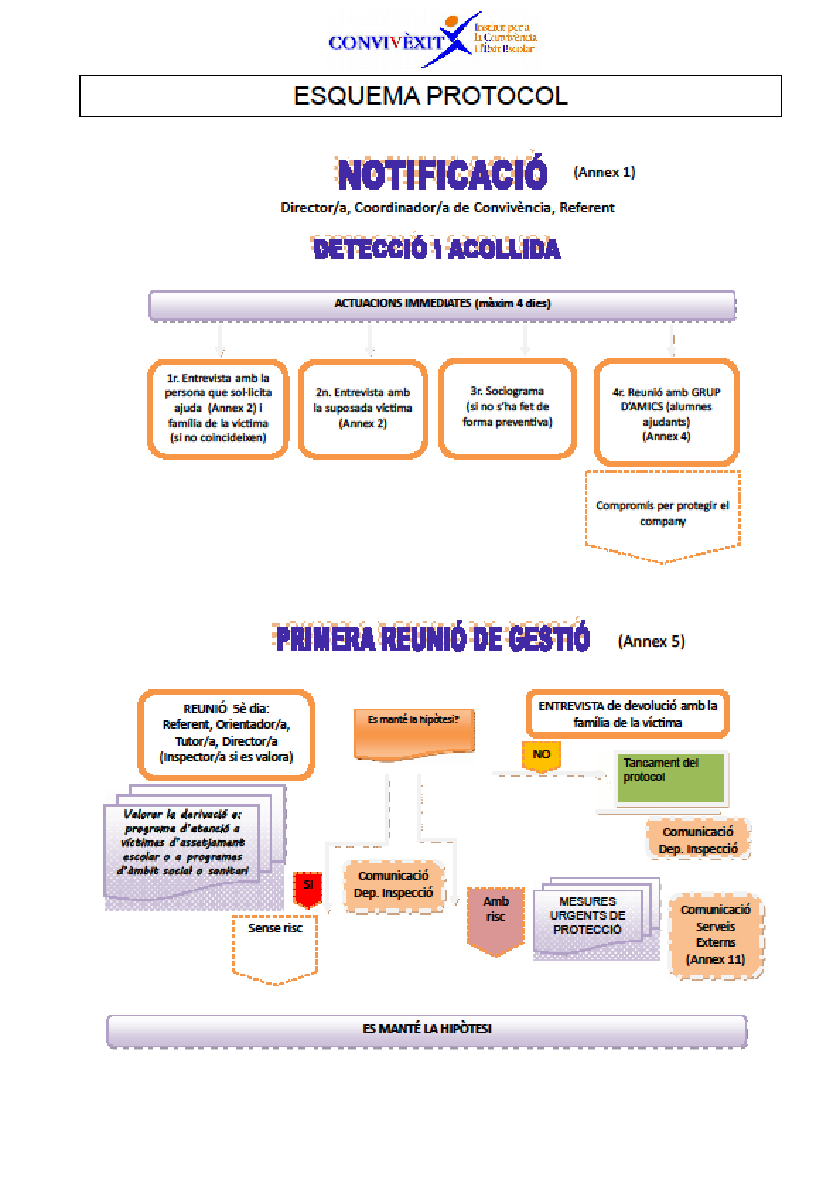 CONVIVÈXIT
Institut per a
la Convivència
i l'Èxit Escolar
ESQUEMA PROTOCOL
NOTIFICACIÓ (Annex 1)
Director/a, Coordinador/a de Convivència, Referent
DETECCIÓ I ACOLLIDA
ACTUACIONS IMMEDIATES (màxim 4 dies)
1r. Entrevista amb la
persona que sol·licita
ajuda (Annex 2) i
família de la víctima
(si no coincideixen)
2n. Entrevista amb
la suposada víctima
(Annex 2)
3r. Sociograma
(si no s'ha fet de
forma preventiva)
4r. Reunió amb GRUP
D'AMICS (alumnes
ajudants)
(Annex 4)
Compromís per protegir el
company
PRIMERA REUNIÓ DE GESTIÓ (Annex 5)
REUNIÓ 5è dia:
Referent, Orientador/a,
Tutor/a, Director/a
(Inspector/a si es valora)
Es manté la hipòtesi?
ENTREVISTA de devolució amb la
família de la víctima
NO
Tancament del
protocol
Comunicació
Dep. Inspecció
Valorar la derivació a:
programa d'atenció a
víctimes d'assetjament
escolar o a programes
d'àmbit social o sanitari
SI
Comunicació
Dep. Inspecció
Sense risc
Amb
risc
MESURES
URGENTS DE
PROTECCIÓ
Comunicació
Serveis
Externs
(Annex 11)
ES MANTÉ LA HIPÒTESI